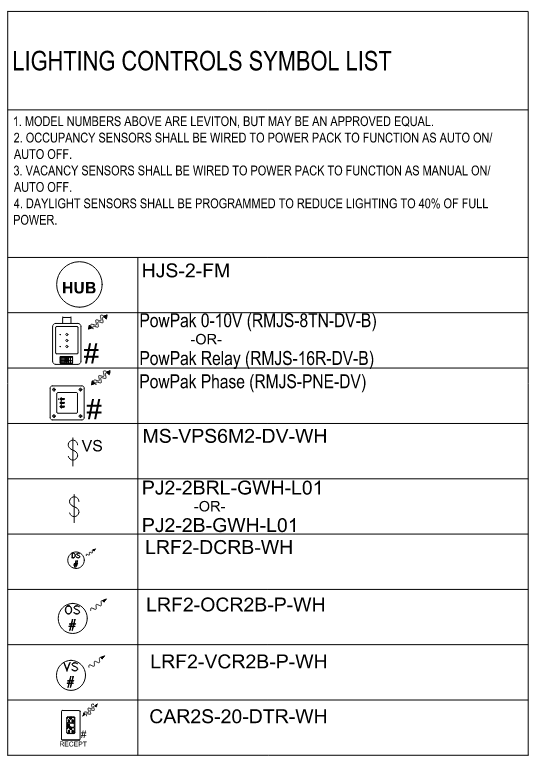 LIGHTING CONTROLS SYMBOL LIST
1. MODEL NUMBERS ABOVE ARE LEVITON, BUT MAY BE AN APPROVED EQUAL.
2. OCCUPANCY SENSORS SHALL BE WIRED TO POWER PACK TO FUNCTION AS AUTO ON/
AUTO OFF.
3. VACANCY SENSORS SHALL BE WIRED TO POWER PACK TO FUNCTION AS MANUAL ON/
AUTO OFF.
4. DAYLIGHT SENSORS SHALL BE PROGRAMMED TO REDUCE LIGHTING TO 40% OF FULL
POWER.
HUB
HJS-2-FM
#
PowPak 0-10V (RMJS-8TN-DV-B)
-OR-
PowPak Relay (RMJS-16R-DV-B)
#
PowPak Phase (RMJS-PNE-DV)
$ VS
MS-VPS6M2-DV-WH
$
PJ2-2BRL-GWH-L01
-OR-
PJ2-2B-GWH-L01
#
LRF2-DCRB-WH
OS
#
LRF2-OCR2B-P-WH
VS
#
LRF2-VCR2B-P-WH
#
RECEPT
CAR2S-20-DTR-WH